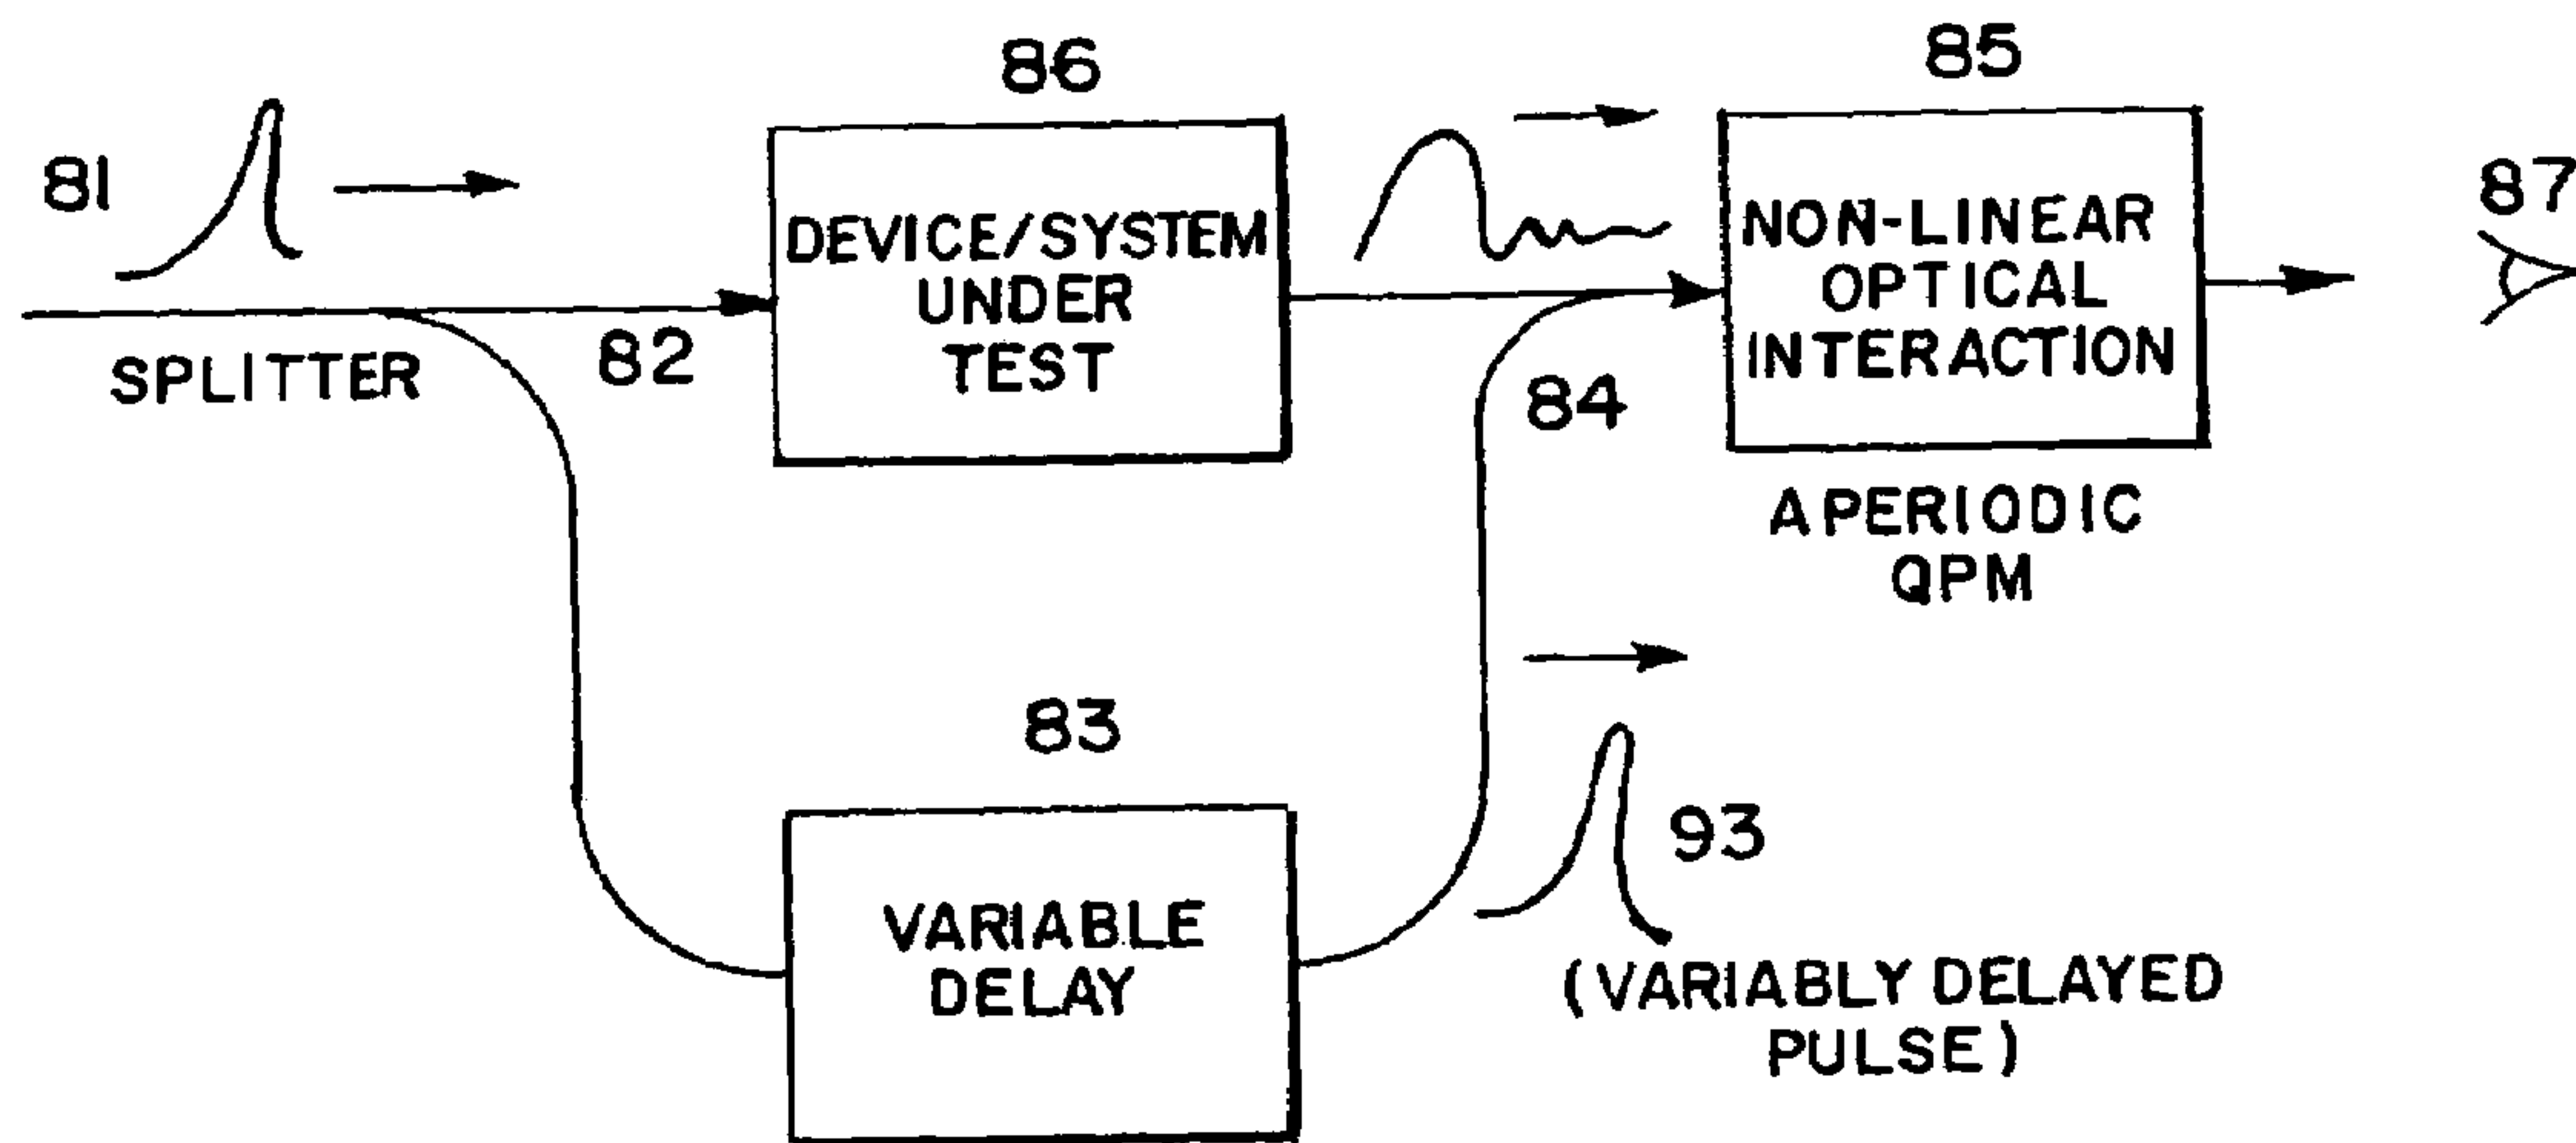 86
85
81
87
DEVICE/SYSTEM
UNDER
TEST
NON-LINEAR
OPTICAL
INTERACTION
SPLITTER
82
84
APERIODIC
QPM
83
93
VARIABLE
DELAY
(VARIABLY DELAYED
PULSE)